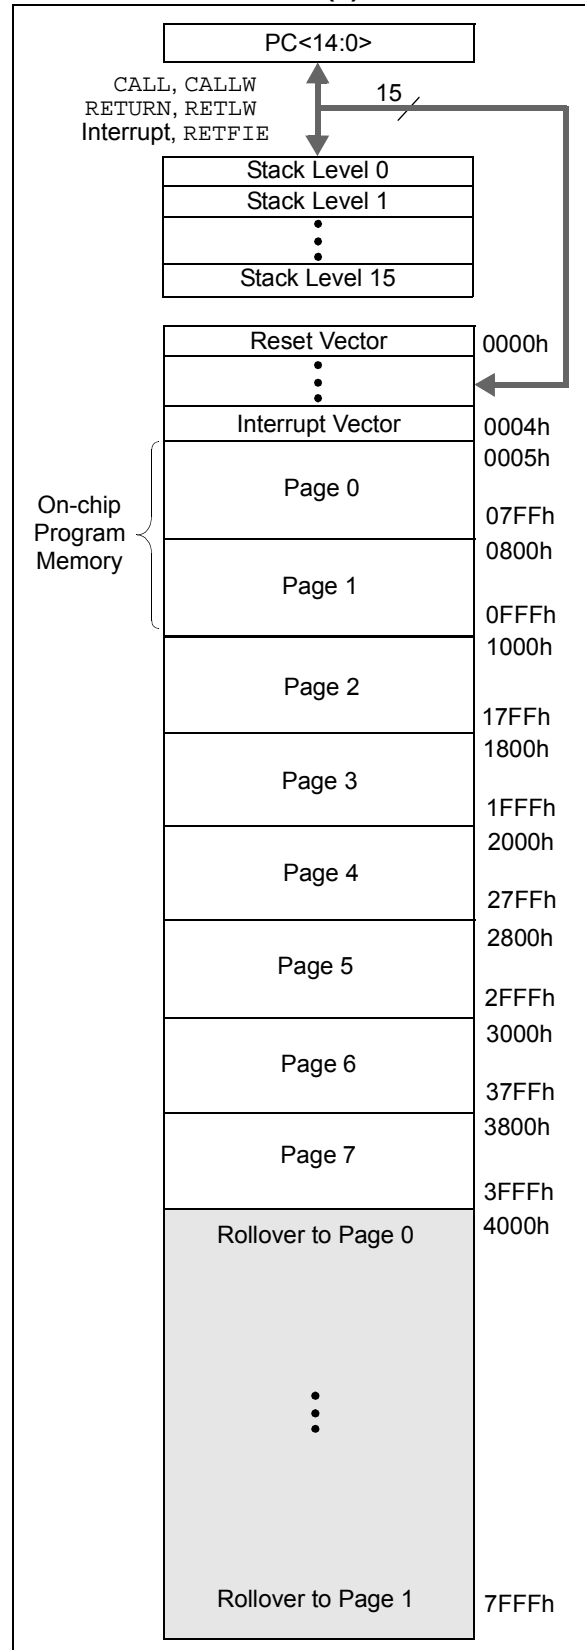 PC<14:0>
CALL, CALLW
RETURN, RETLW
Interrupt, RETFIE
15
Stack Level 0
Stack Level 1
Stack Level 15
Reset Vector
0000h
Interrupt Vector
0004h
0005h
On-chip
Program
Memory
Page 0
07FFh
0800h
Page 1
0FFFh
1000h
Page 2
17FFh
1800h
Page 3
1FFFh
2000h
Page 4
27FFh
2800h
Page 5
2FFFh
3000h
Page 6
37FFh
3800h
Page 7
3FFFh
Rollover to Page 0
4000h
Rollover to Page 1
7FFFh